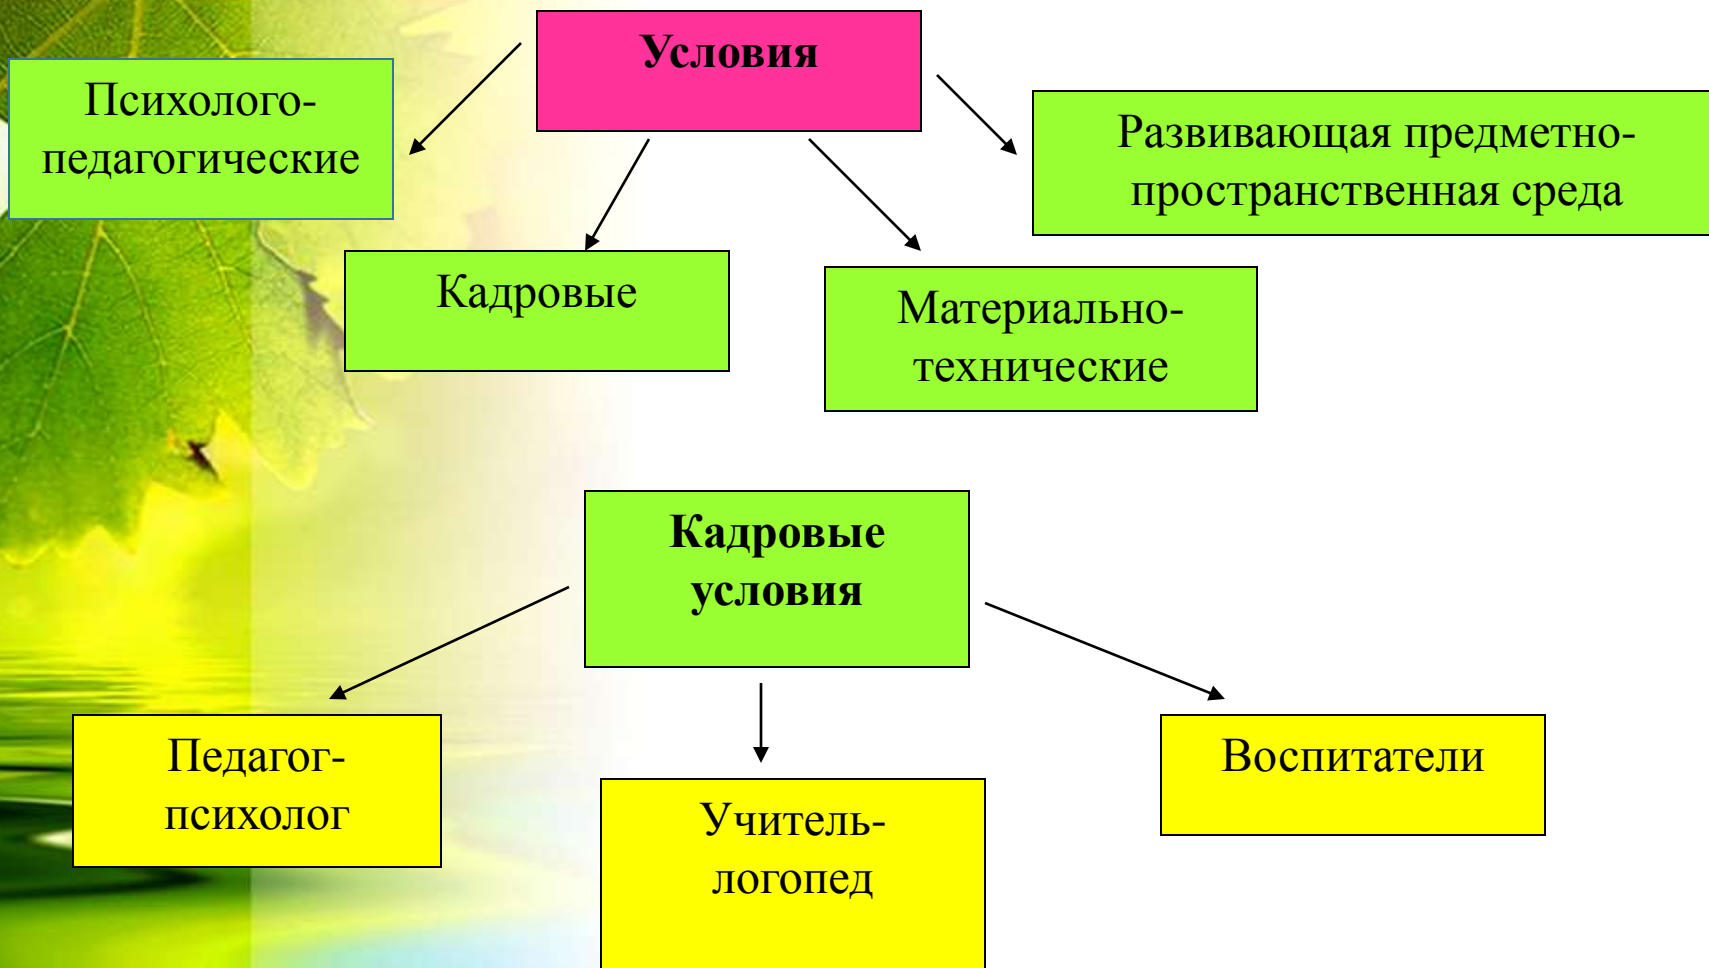 Условия
Психолого-
педагогические
Развивающая предметно-
пространственная среда
Кадровые
Материально-
технические
Кадровые
условия
Педагог-
психолог
Учитель-
логопед
Воспитатели